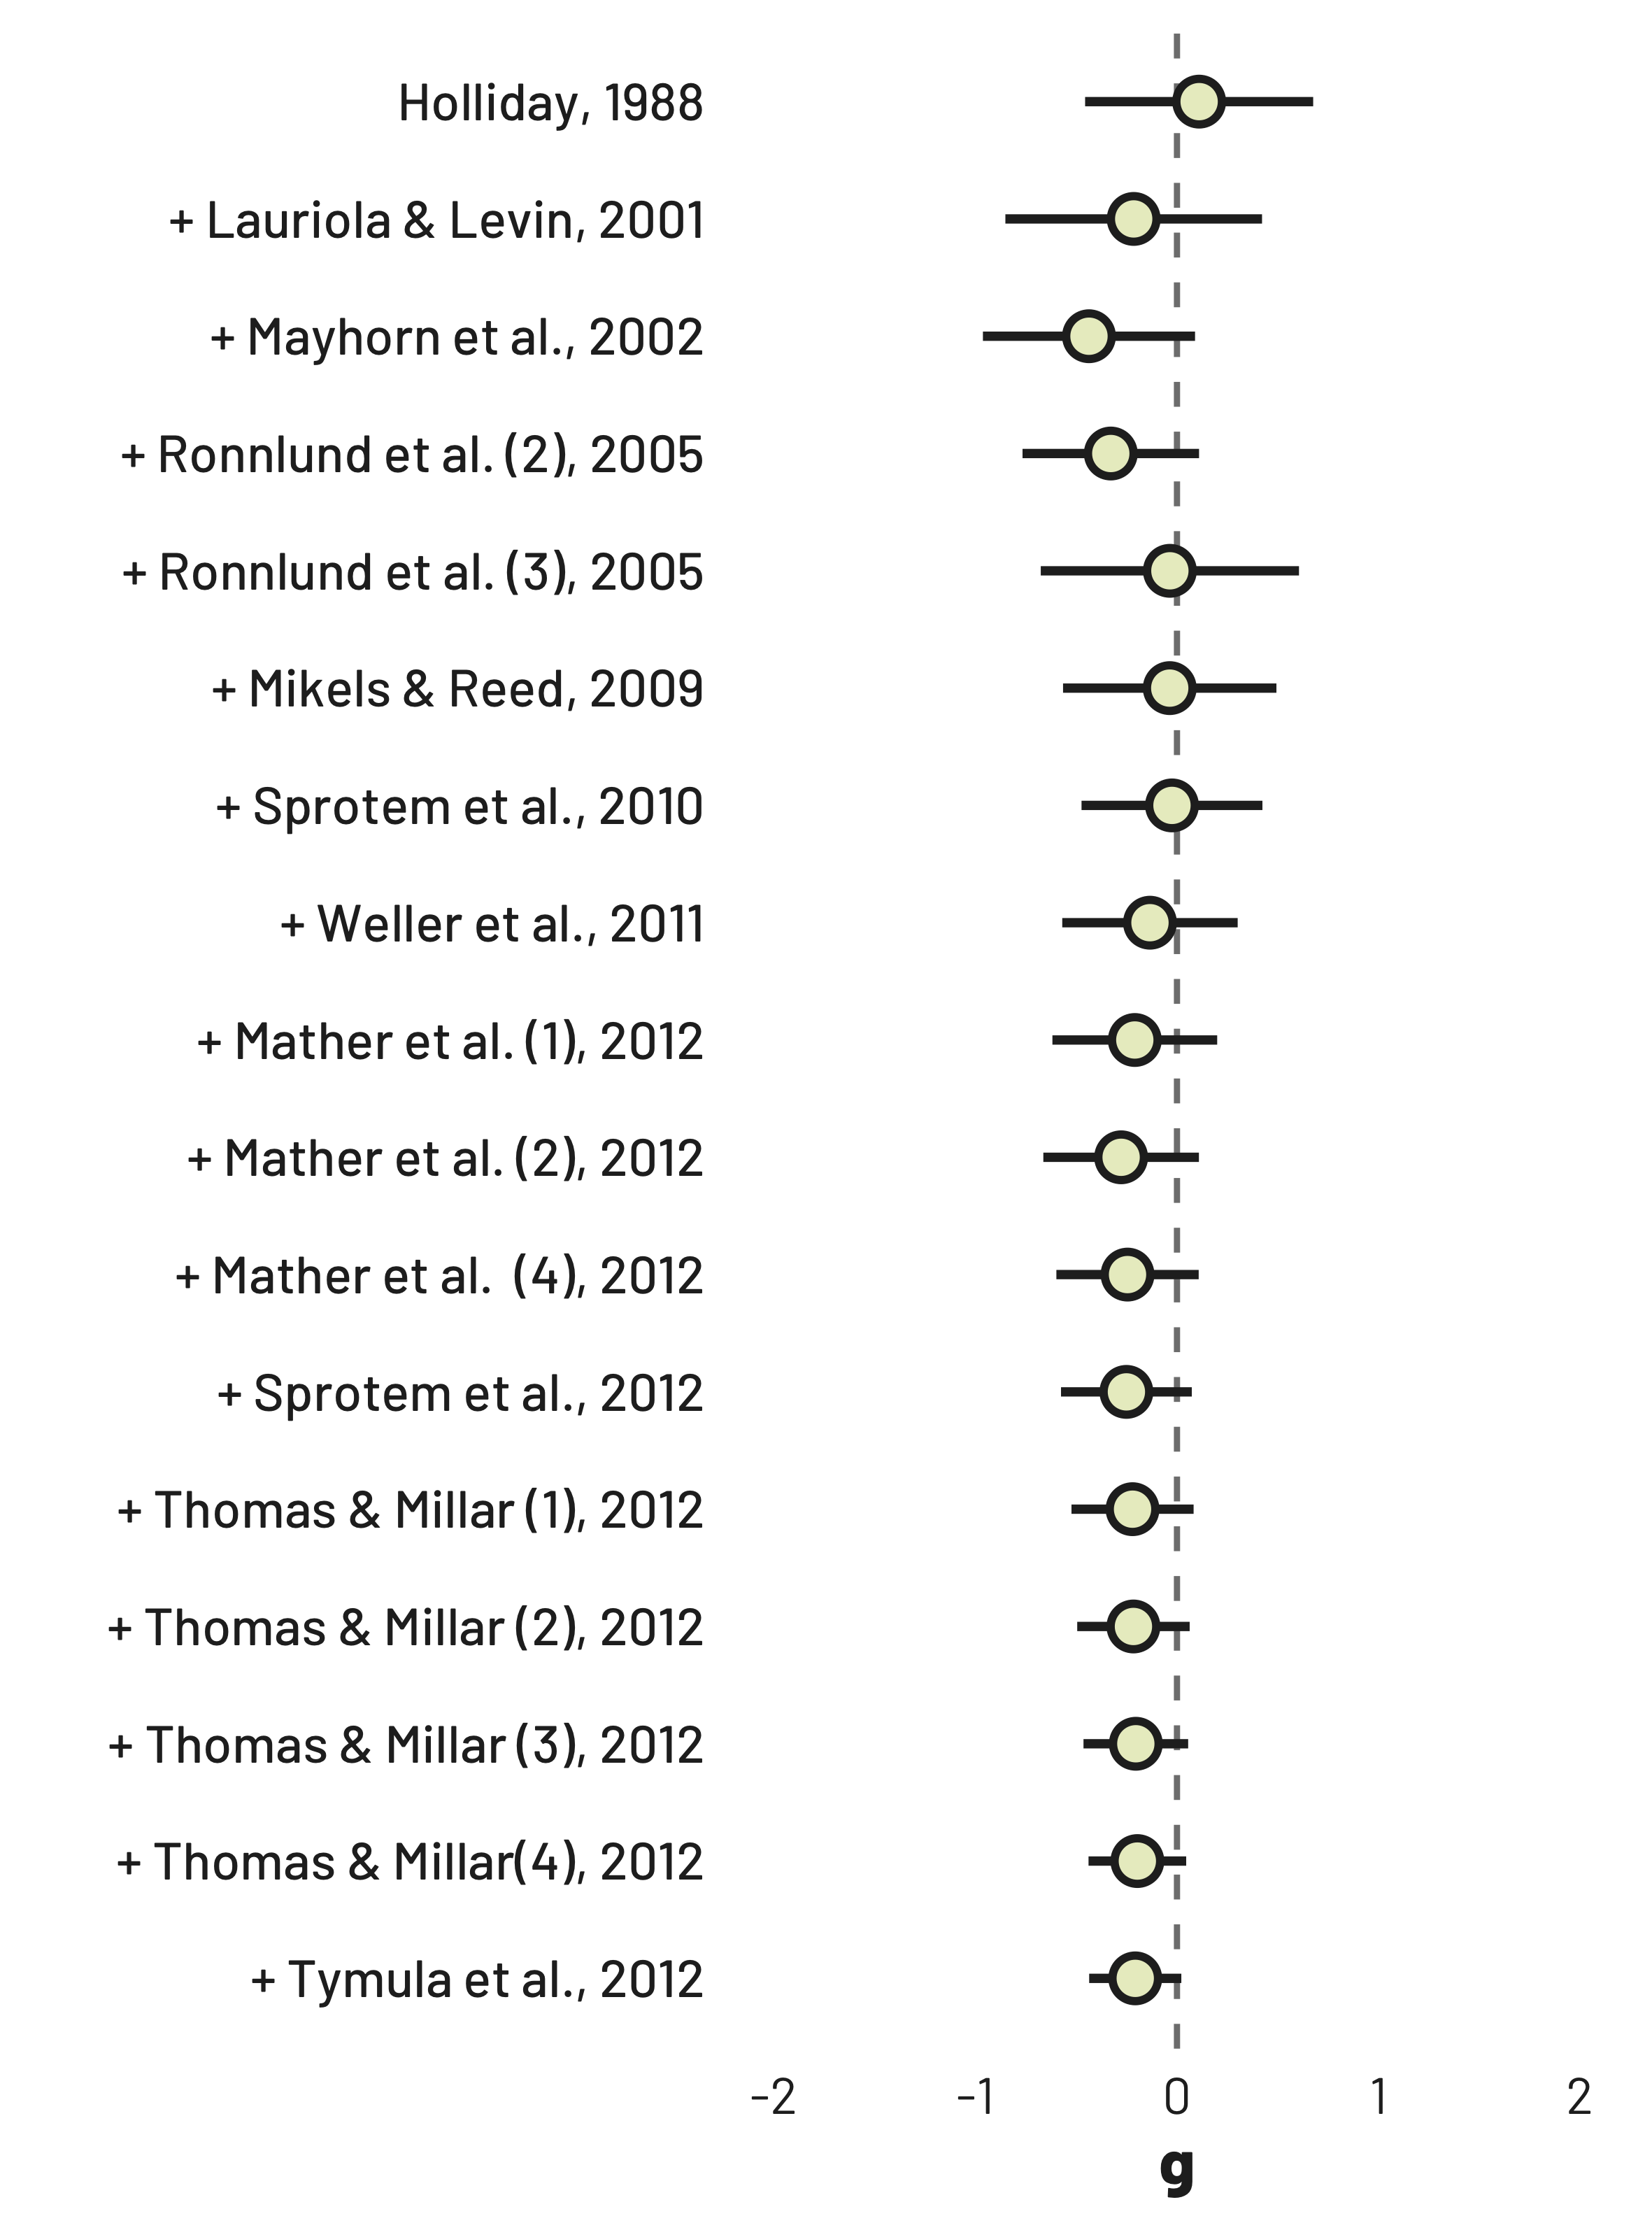 Holliday, 1988
+ Lauriola & Levin, 2001
+ Mayhorn et al., 2002
+ Ronnlund et al. (2), 2005
+ Ronnlund et al. (3), 2005
+ Mikels & Reed, 2009
+ Sprotem et al., 2010
+ Weller et al., 2011
+ Mather et al. (1), 2012
+ Mather et al. (2), 2012
+ Mather et al.  (4), 2012
+ Sprotem et al., 2012
+ Thomas & Millar (1), 2012
+ Thomas & Millar (2), 2012
+ Thomas & Millar (3), 2012
+ Thomas & Millar(4), 2012
+ Tymula et al., 2012
-2 -1 0 1 2
g